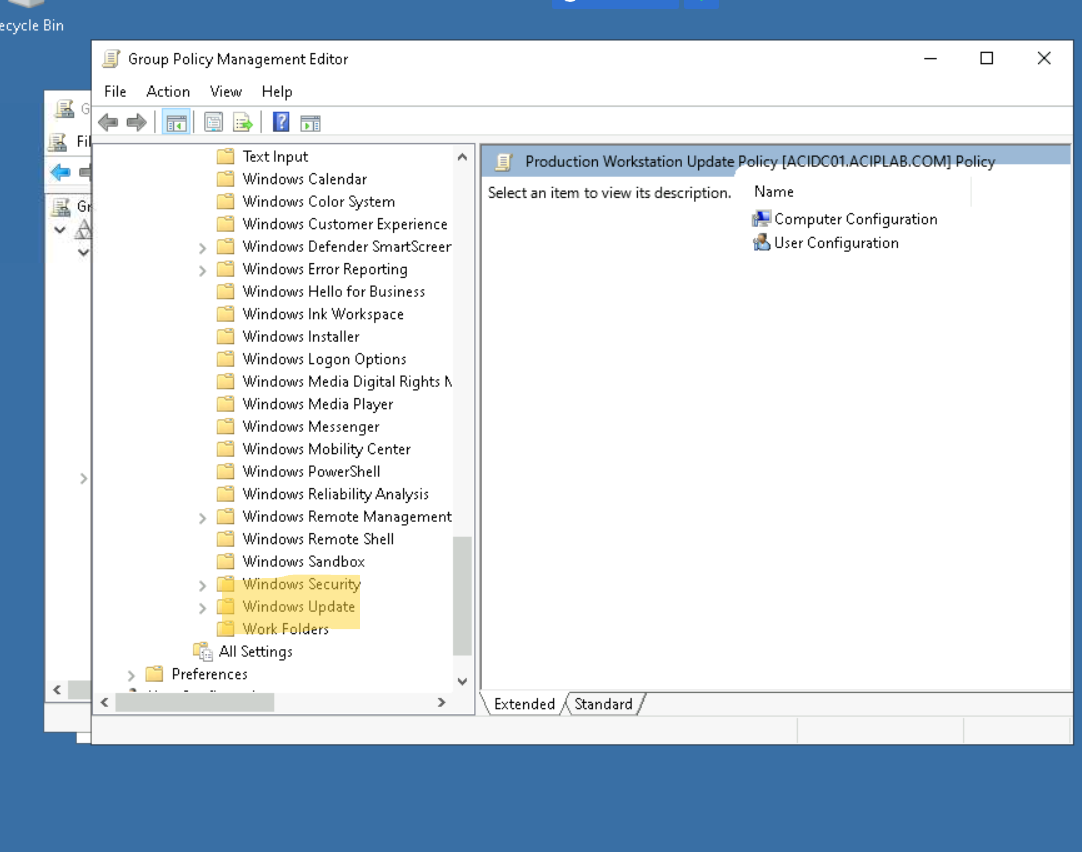 ecycle Bin
Group Policy Management Editor
File Action View Help
G
Fil
Gr
Text Input
Windows Calendar
Windows Color System
Windows Customer Experience
Windows Defender SmartScreen
Windows Error Reporting
Windows Hello for Business
Windows Ink Workspace
Windows Installer
Windows Logon Options
Windows Media Digital Rights M
Windows Media Player
Windows Messenger
Windows Mobility Center
Windows PowerShell
Windows Reliability Analysis
Windows Remote Management
Windows Remote Shell
Windows Sandbox
Windows Security
Windows Update
Work Folders
All Settings
Preferences
Production Workstation Update Policy [ACIDC01.ACIPLAB.COM] Policy
Select an item to view its description.
Name
Computer Configuration
User Configuration
Extended Standard